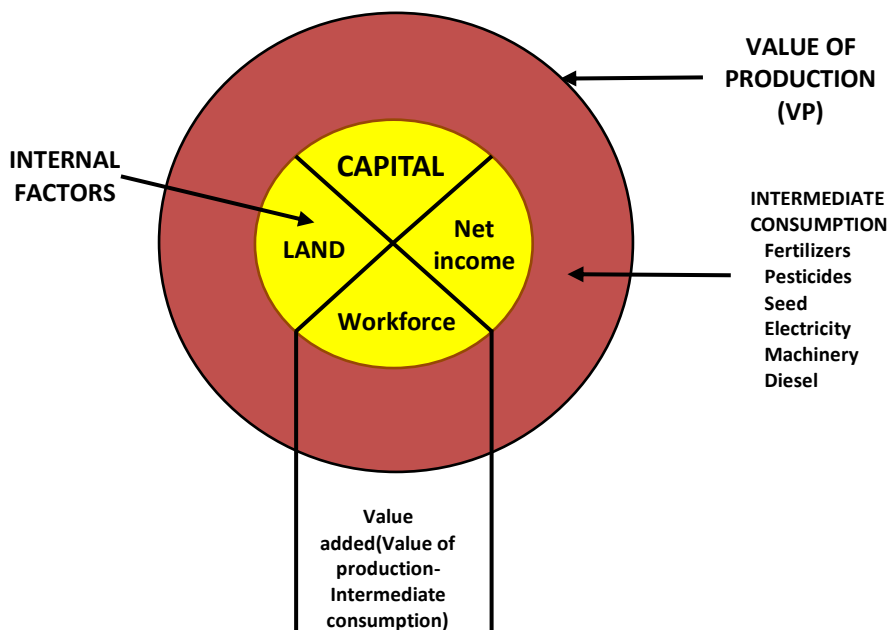 VALUE OF
PRODUCTION
(VP)
INTERNAL
FACTORS
CAPITAL
LAND
Net
income
Workforce
INTERMEDIATE
CONSUMPTION
Fertilizers
Pesticides
Seed
Electricity
Machinery
Diesel
Value
added(Value of
production-
Intermediate
consumption)